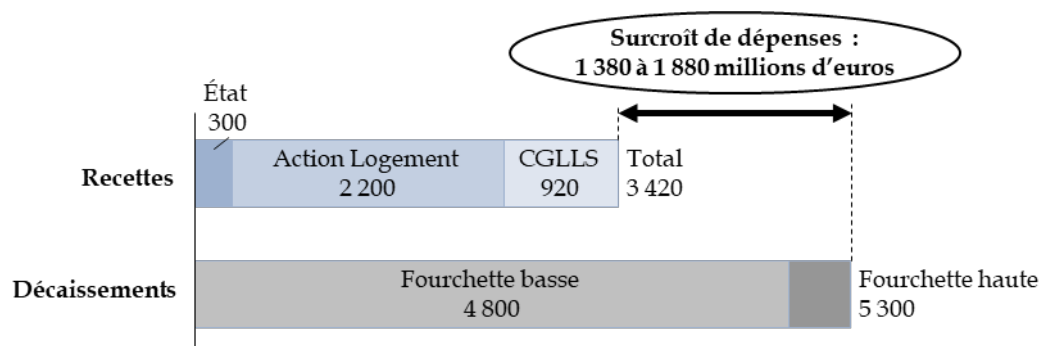 Surcroît de dépenses :
1 380 à 1 880 millions d’euros
État
300
Recettes
Action Logement
2 200
CGLLS
920
Total
3 420
Décaissements
Fourchette basse
4 800
Fourchette haute
5 300